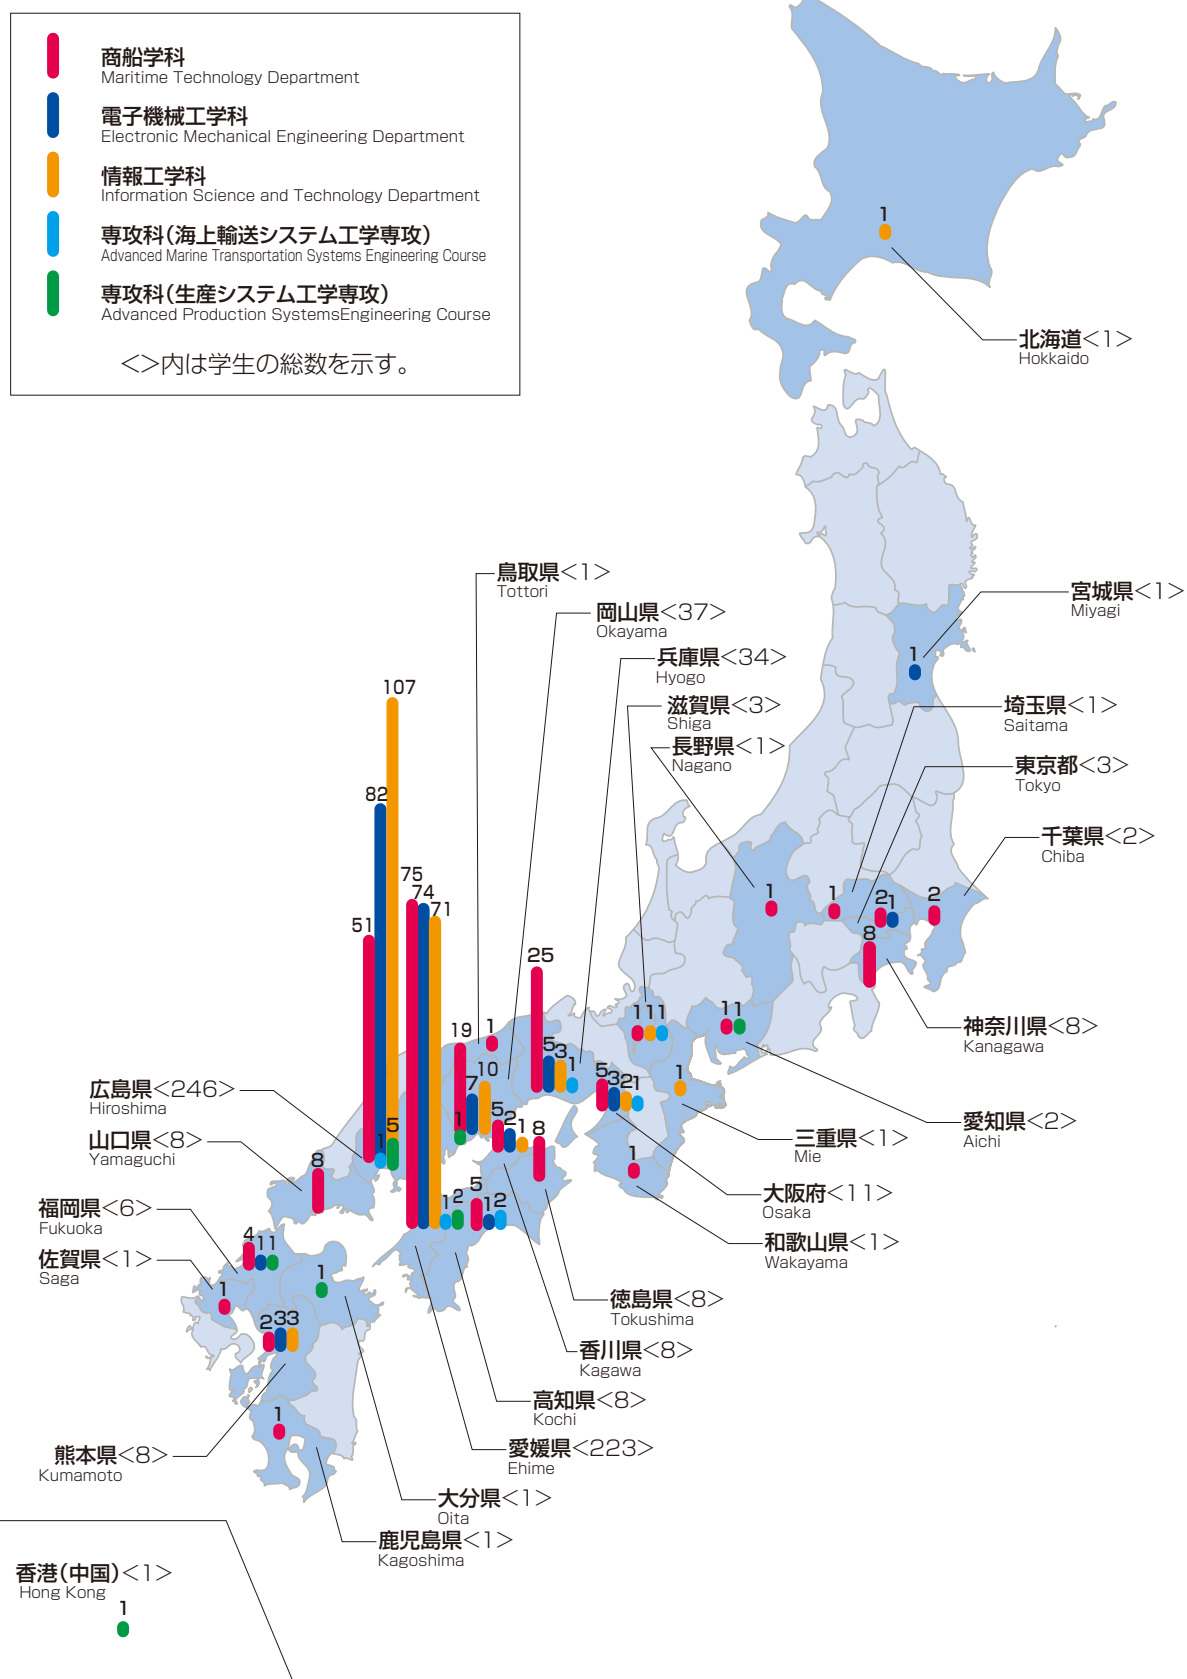 商船学科
Maritime Technology Department
電子機械工学科
Electronic Mechanical Engineering Department
情報工学科
Information Science and Technology Department
専攻科(海上輸送システム工学専攻)
Advanced Marine Transportation Systems Engineering Course
専攻科(生産システム工学専攻)
Advanced Production SystemsEngineering Course
<>内は学生の総数を示す。
1
北海道<1>
Hokkaido
鳥取県<1>
Tottori
宮城県<1>
Miyagi
1
岡山県<37>
Okayama
兵庫県<34>
Hyogo
滋賀県<3>
Shiga
埼玉県<1>
Saitama
長野県<1>
Nagano
東京都<3>
Tokyo
千葉県<2>
Chiba
107
82
75
74
71
51
1
1
2 1
2
8
25
19
1
1 1 1
1 1
神奈川県<8>
Kanagawa
5 3 1
7
10
1
5 3 2 1
1
広島県<246>
Hiroshima
1
5
1
5 2 1
8
愛知県<2>
Aichi
山口県<8>
Yamaguchi
三重県<1>
Mie
8
1
福岡県<6>
Fukuoka
1 2
5 1 2
大阪府<11>
Osaka
4 1 1
佐賀県<1>
Saga
和歌山県<1>
Wakayama
1
1
徳島県<8>
Tokushima
2 3 3
香川県<8>
Kagawa
高知県<8>
Kochi
1
愛媛県<223>
Ehime
熊本県<8>
Kumamoto
大分県<1>
Oita
鹿児島県<1>
Kagoshima
香港(中国)<1>
Hong Kong
1